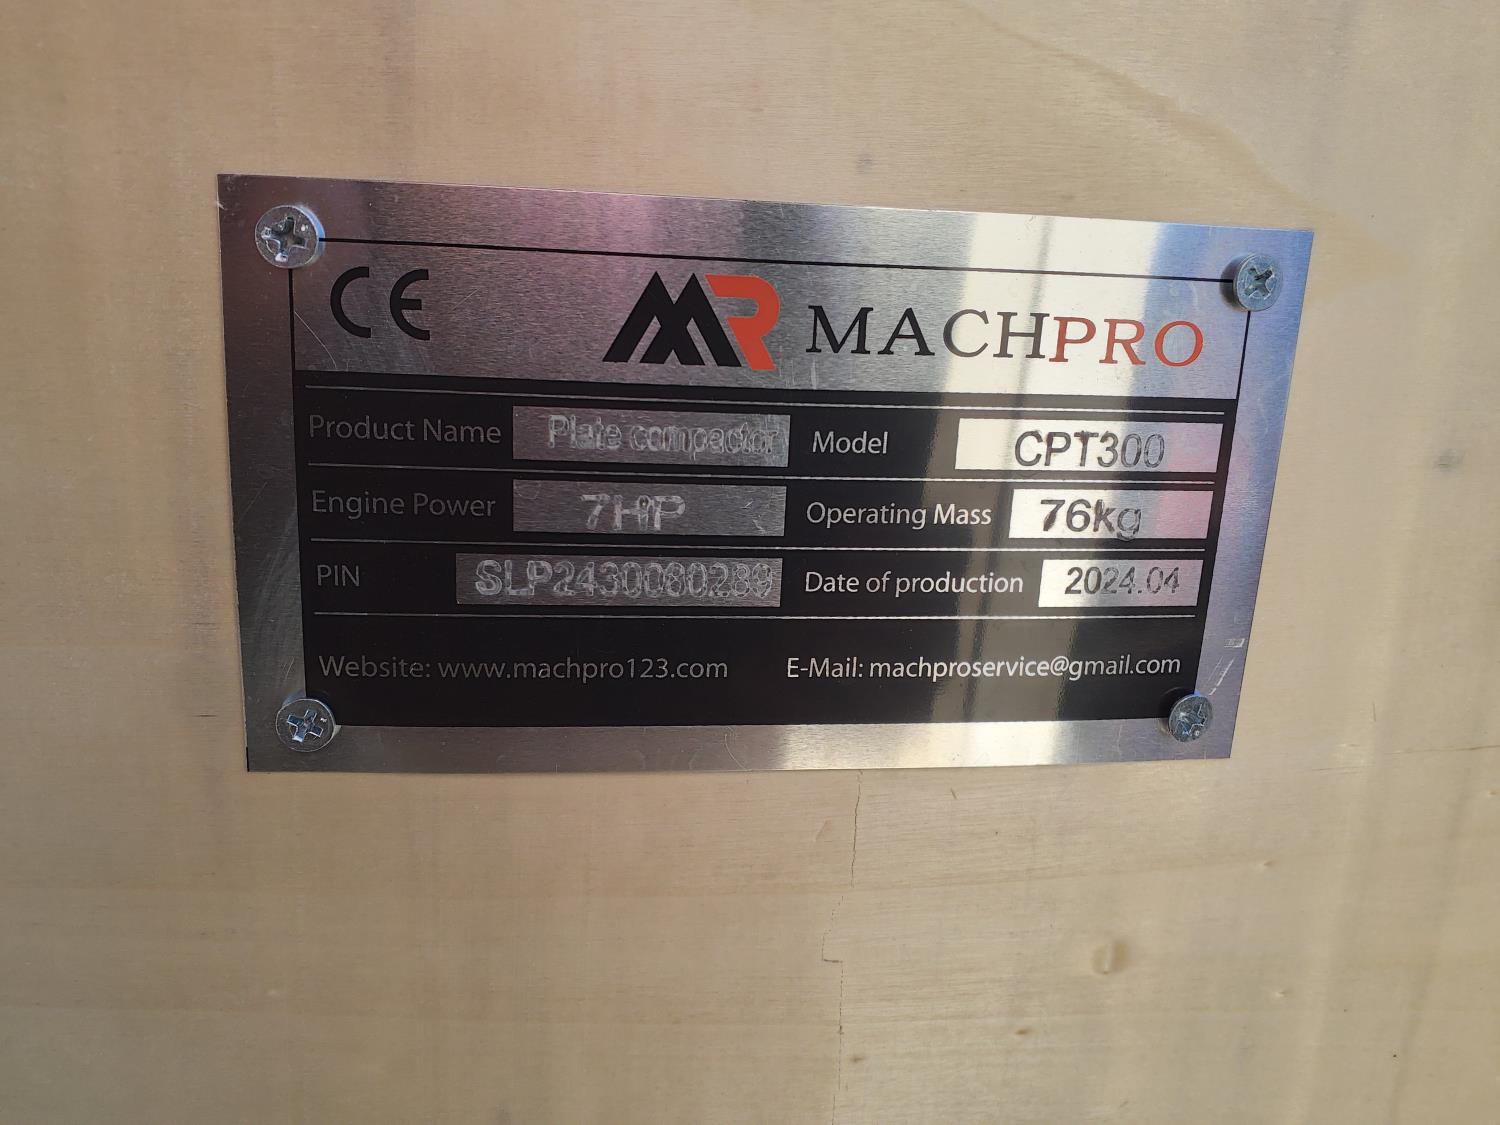 CE MR MACHPRO
Product Name Plate compactor Model CPT300
Engine Power 7HP Operating Mass 76kg
PIN SLP2430080289 Date of production 2024.04
Website: www.machpro123.com E-Mail: machproservice@gmail.com